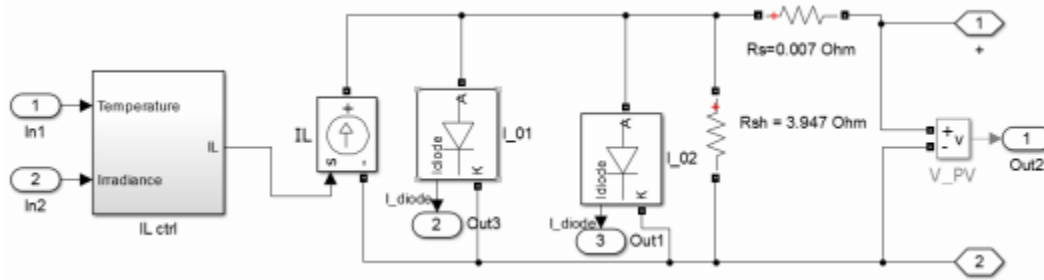 1
+
Rs=0.007 Ohm
1
In1
Temperature
IL
2
In2
Irradiance
IL ctrl
IL
+
S
-
A
Idiode
K
I_01
I_diode
2
Out3
A
Idiode
K
I_02
I_diode
3
Out1
+
Rsh = 3.947 Ohm
+
-
v
V_PV
1
Out2
+
2